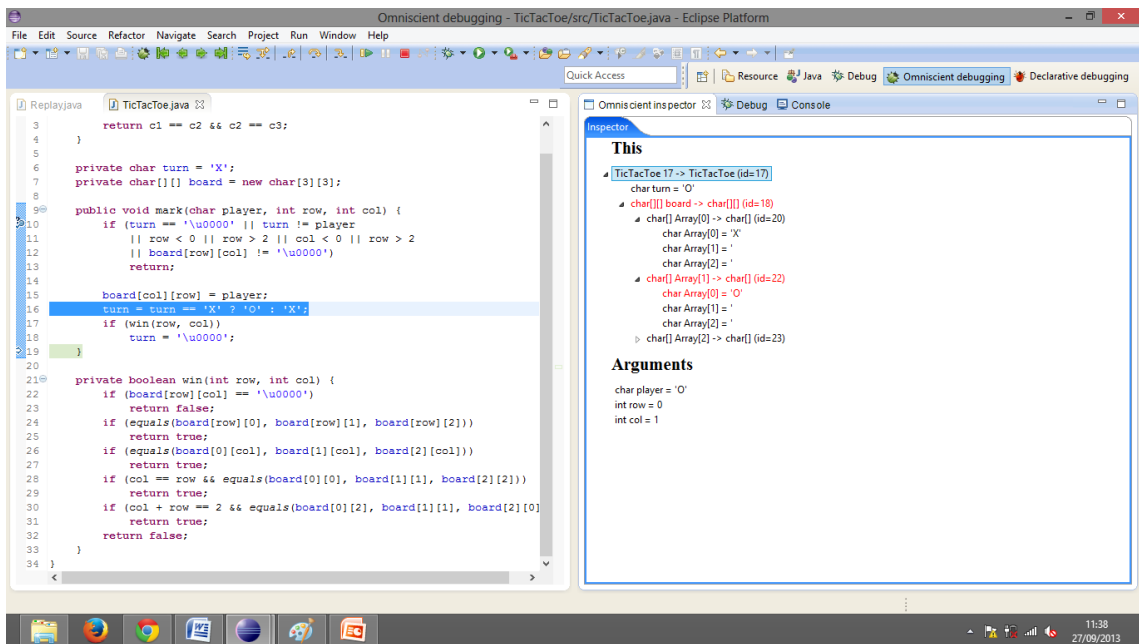 Omniscient debugging - TicTacToe/src/TicTacToe.java - Eclipse Platform
File Edit Source Refactor Navigate Search Project Run Window Help
Quick Access Resource Java Debug Omniscient debugging Declarative debugging
Replay.java TicTacToe.java
3 return c1 == c2 && c2 == c3;
4 }
5
6 private char turn = 'X';
7 private char[][] board = new char[3][3];
8
9 public void mark(char player, int row, int col) {
10 if (turn == '\u0000' || turn != player
11 || row < 0 || row > 2 || col < 0 || row > 2
12 || board[row][col] != '\u0000')
13 return;
14
15 board[col][row] = player;
16 turn = turn == 'X' ? 'O' : 'X';
17 if (win(row, col))
18 turn = '\u0000';
19 }
20
21 private boolean win(int row, int col) {
22 if (board[row][col] == '\u0000')
23 return false;
24 if (equals(board[row][0], board[row][1], board[row][2]))
25 return true;
26 if (equals(board[0][col], board[1][col], board[2][col]))
27 return true;
28 if (col == row && equals(board[0][0], board[1][1], board[2][2]))
29 return true;
30 if (col + row == 2 && equals(board[0][2], board[1][1], board[2][0]
31 return true;
32 return false;
33 }
34 }
Omniscient inspector Debug Console
Inspector
This
TicTacToe 17 -> TicTacToe (id=17)
char turn = 'O'
char[][] board -> char[][] (id=18)
char[] Array[0] -> char[] (id=20)
char Array[0] = 'X'
char Array[1] = '
char Array[2] = '
char[] Array[1] -> char[] (id=22)
char Array[0] = 'O'
char Array[1] = '
char Array[2] = '
char[] Array[2] -> char[] (id=23)
Arguments
char player = 'O'
int row = 0
int col = 1
11:38
27/09/2013